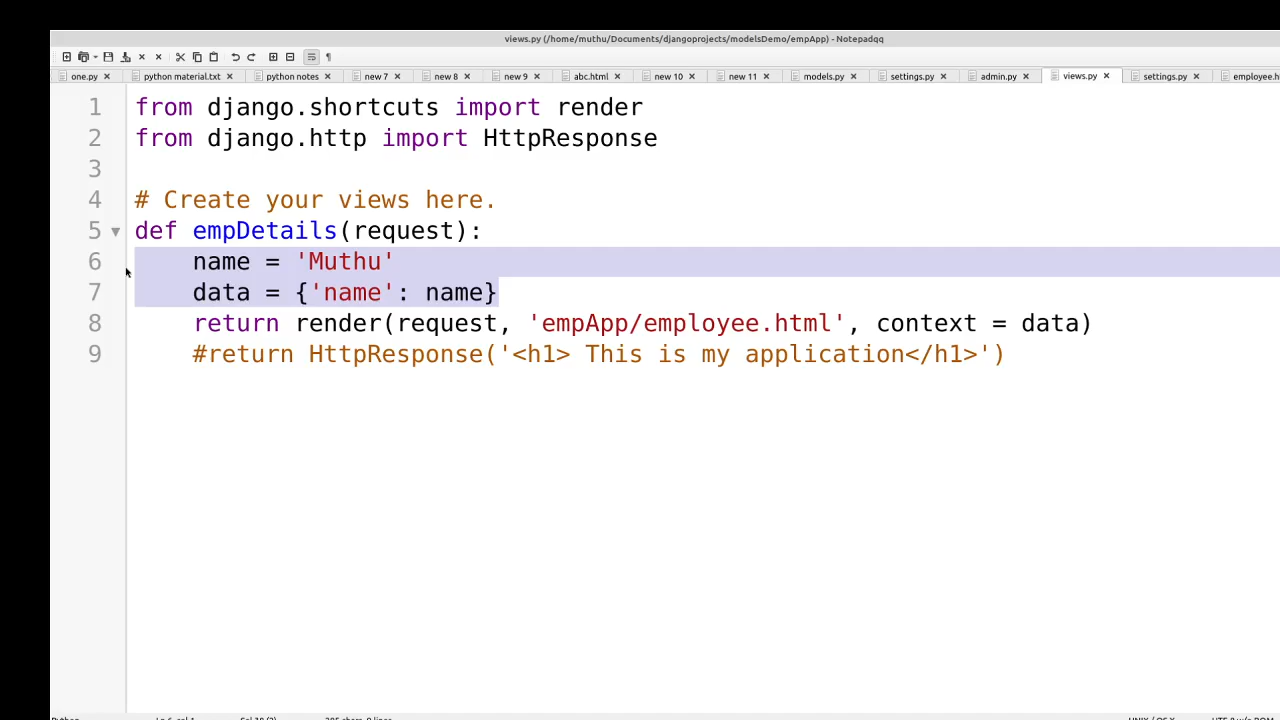 views.py (/home/muthu/Documents/djangoprojects/modelsDemo/empApp) - Notepadqq
one.py python material.txt python notes new 7 new 8 new 9 abc.html new 10 new 11 models.py settings.py admin.py views.py settings.py employee.h
1 from django.shortcuts import render
2 from django.http import HttpResponse
3
4 # Create your views here.
5 def empDetails(request):
6 name = 'Muthu'
7 data = {'name': name}
8 return render(request, 'empApp/employee.html', context = data)
9 #return HttpResponse('<h1> This is my application</h1>')